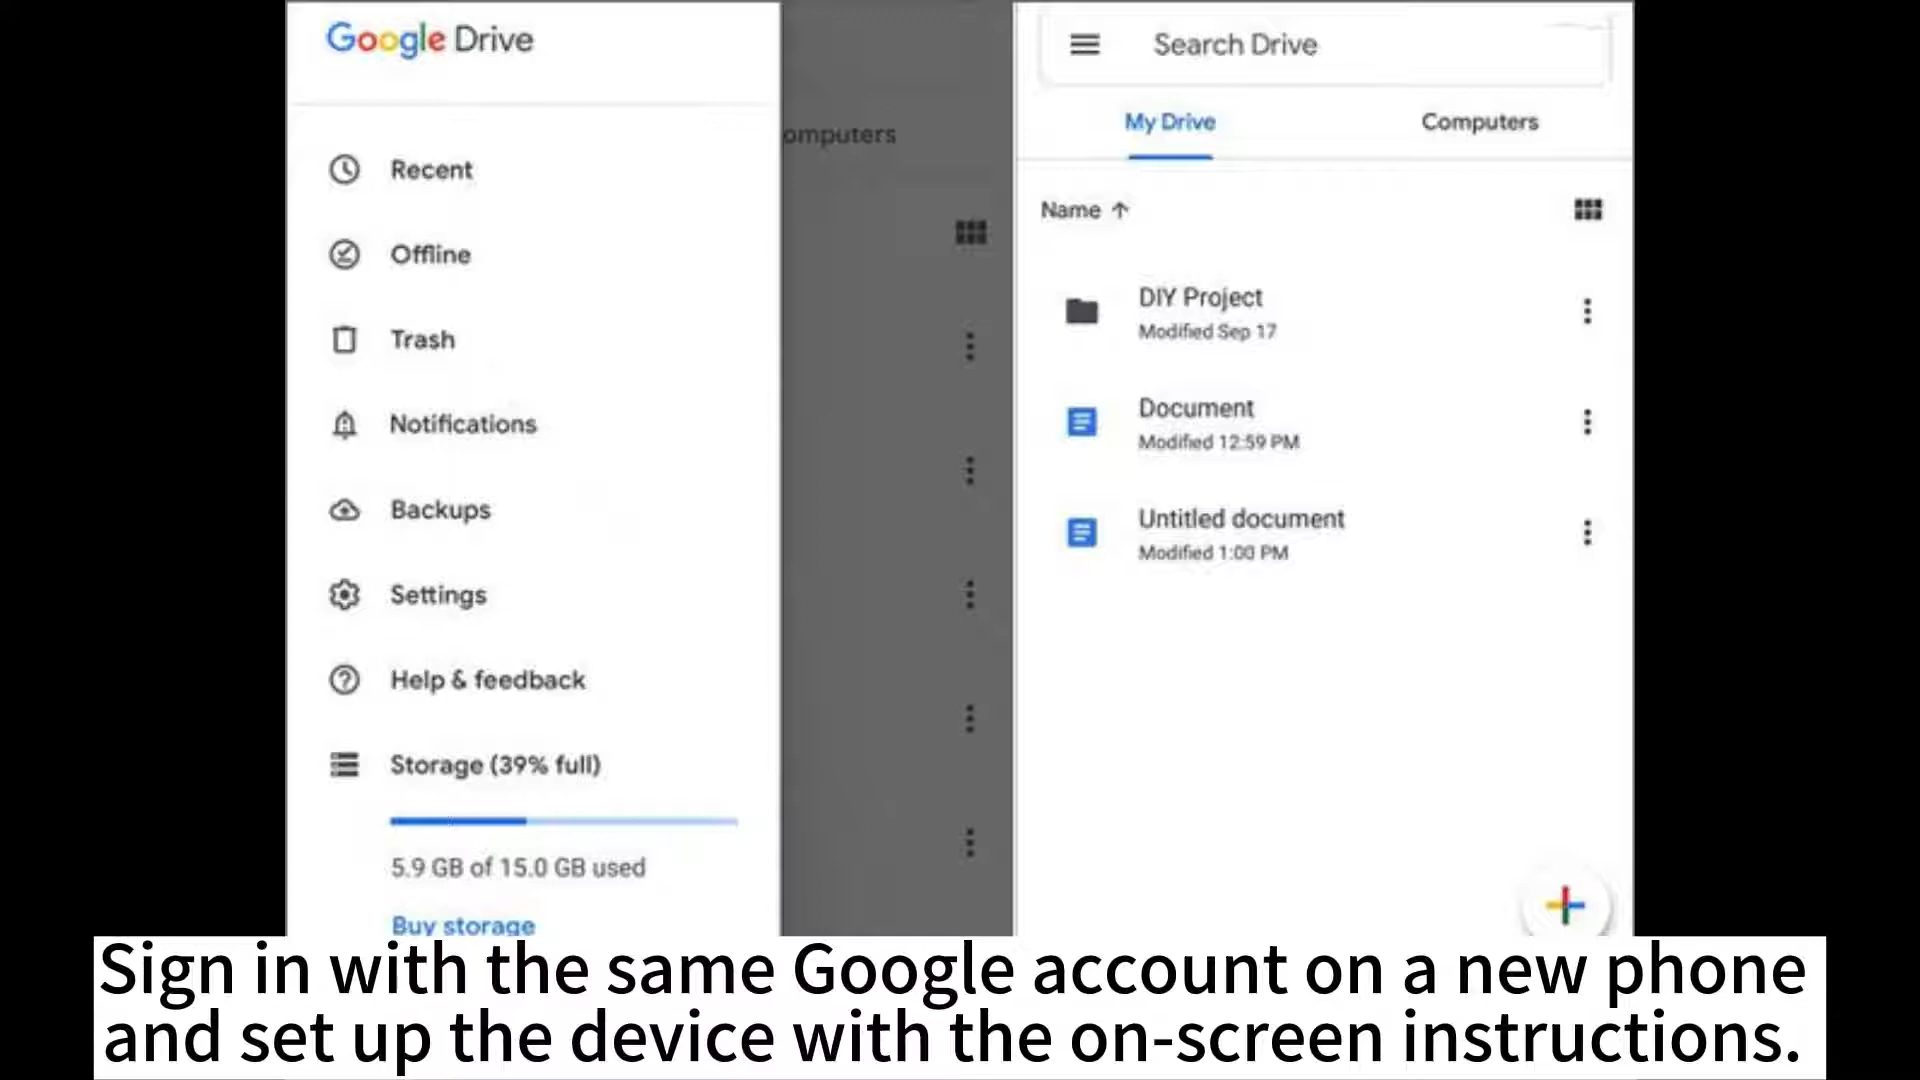 Google Drive
Recent
Offline
Trash
Notifications
Backups
Settings
Help & feedback
Storage (39% full)
5.9 GB of 15.0 GB used
Buy storage
omputers
Search Drive
My Drive
Computers
Name
DIY Project
Modified Sep 17
Document
Modified 12:59 PM
Untitled document
Modified 1:00 PM
Sign in with the same Google account on a new phone
and set up the device with the on-screen instructions.